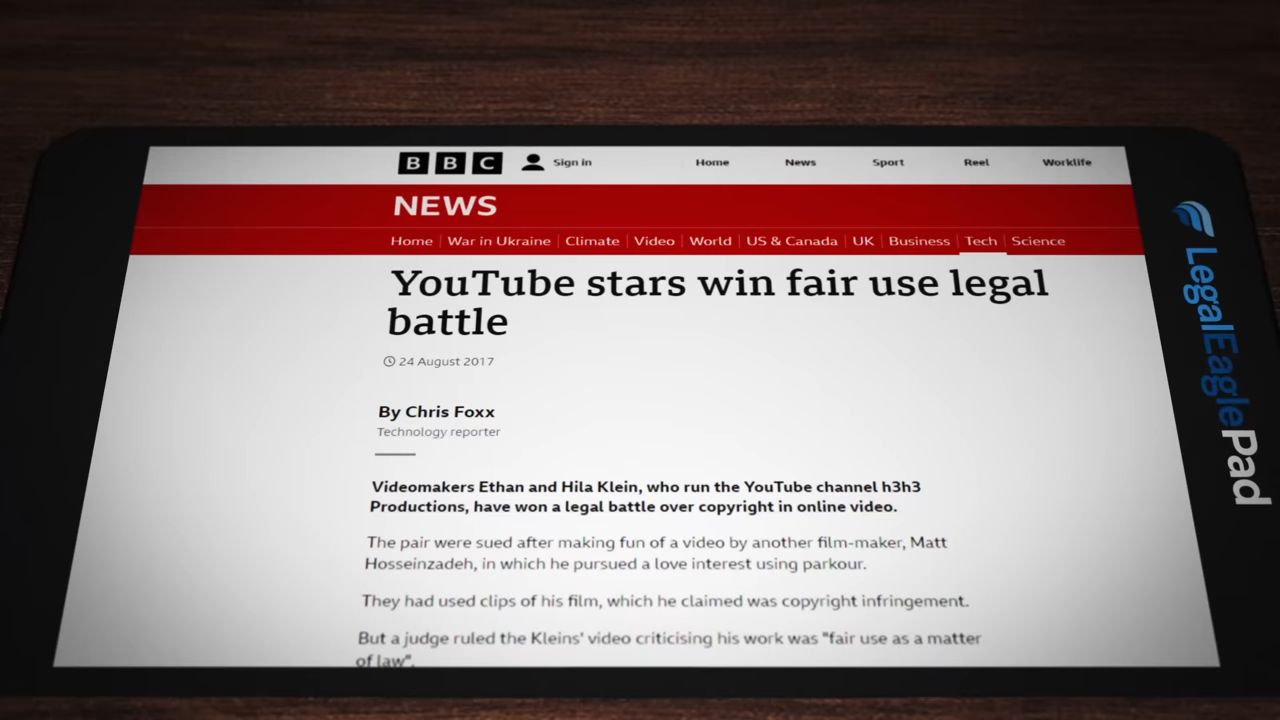 BBC Sign in Home News Sport Reel Worklife
NEWS
Home War in Ukraine Climate Video World US & Canada UK Business Tech Science
YouTube stars win fair use legal
battle
24 August 2017
By Chris Foxx
Technology reporter
Videomakers Ethan and Hila Klein, who run the YouTube channel h3h3
Productions, have won a legal battle over copyright in online video.
The pair were sued after making fun of a video by another film-maker, Matt
Hosseinzadeh, in which he pursued a love interest using parkour.
They had used clips of his film, which he claimed was copyright infringement.
But a judge ruled the Kleins' video criticising his work was "fair use as a matter
of law".
LegalEaglePad